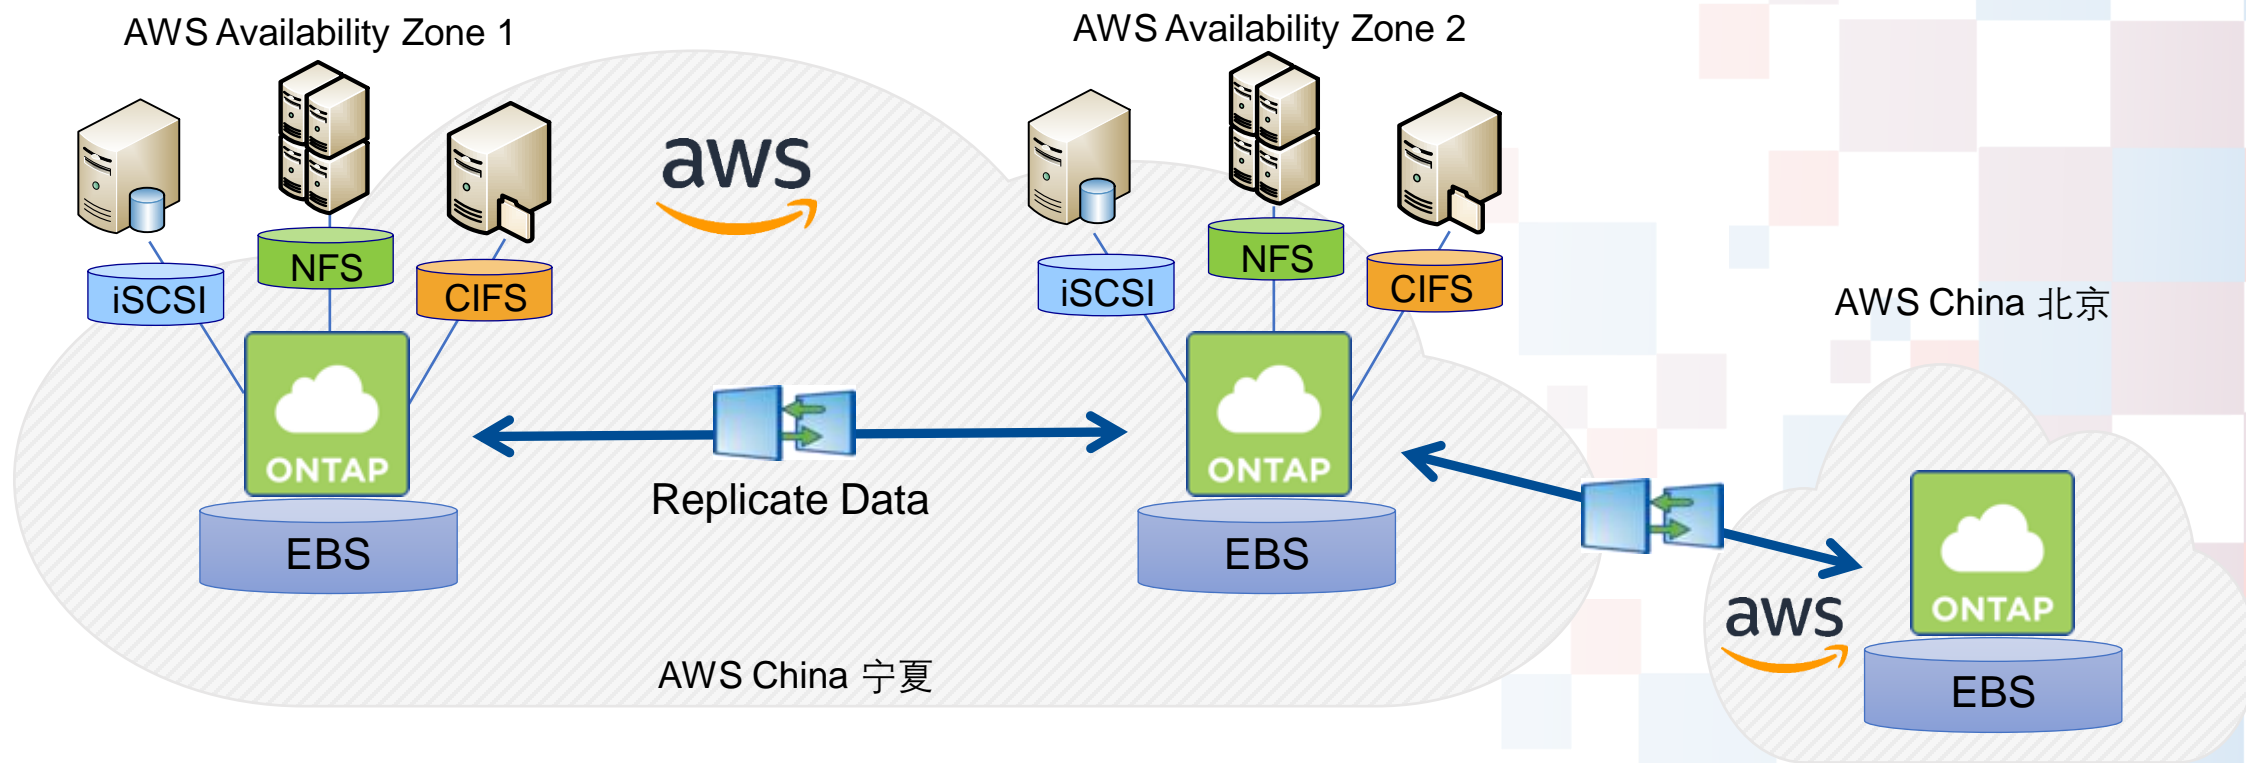 AWS Availability Zone 1
AWS Availability Zone 2
aws
NFS
iSCSI
CIFS
NFS
iSCSI
CIFS
AWS China 北京
ONTAP
ONTAP
Replicate Data
EBS
EBS
aws
ONTAP
AWS China 宁夏
EBS